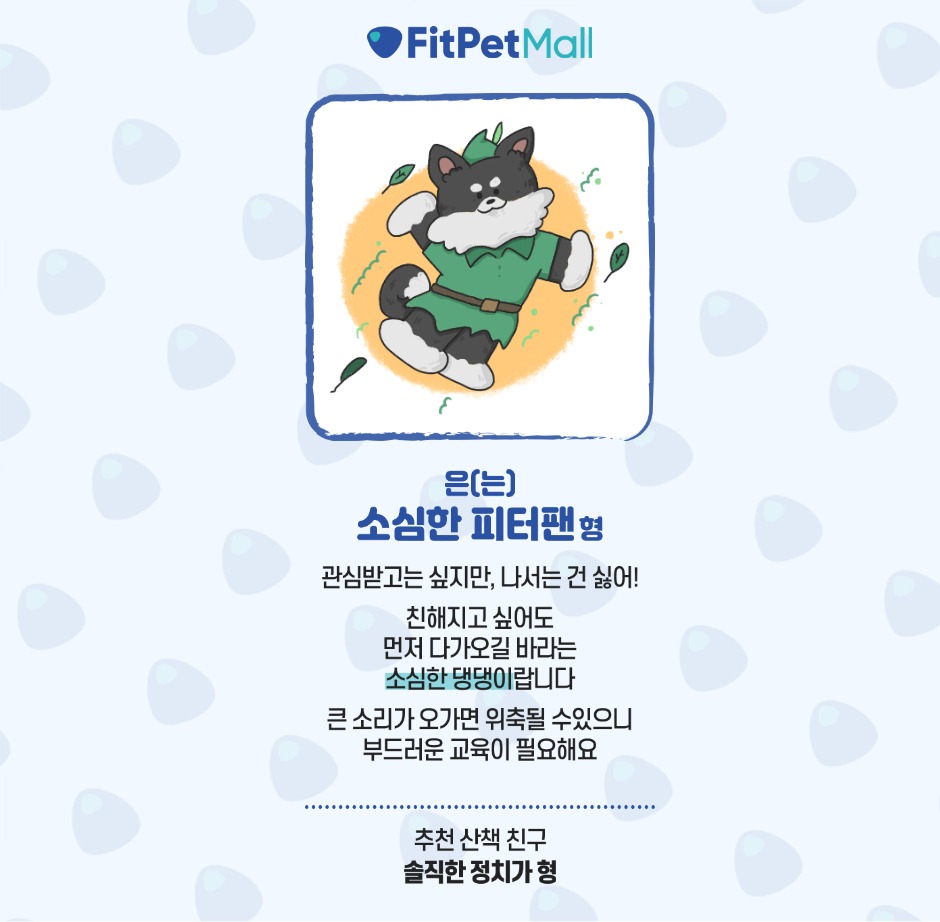 FitPetMall
은(는)
소심한 피터팬 형
관심받고는 싶지만, 나서는 건 싫어!
친해지고 싶어도
먼저 다가오길 바라는
소심한 댕댕이랍니다
큰 소리가 오가면 위축될 수있으니
부드러운 교육이 필요해요
추천 산책 친구
솔직한 정치가 형